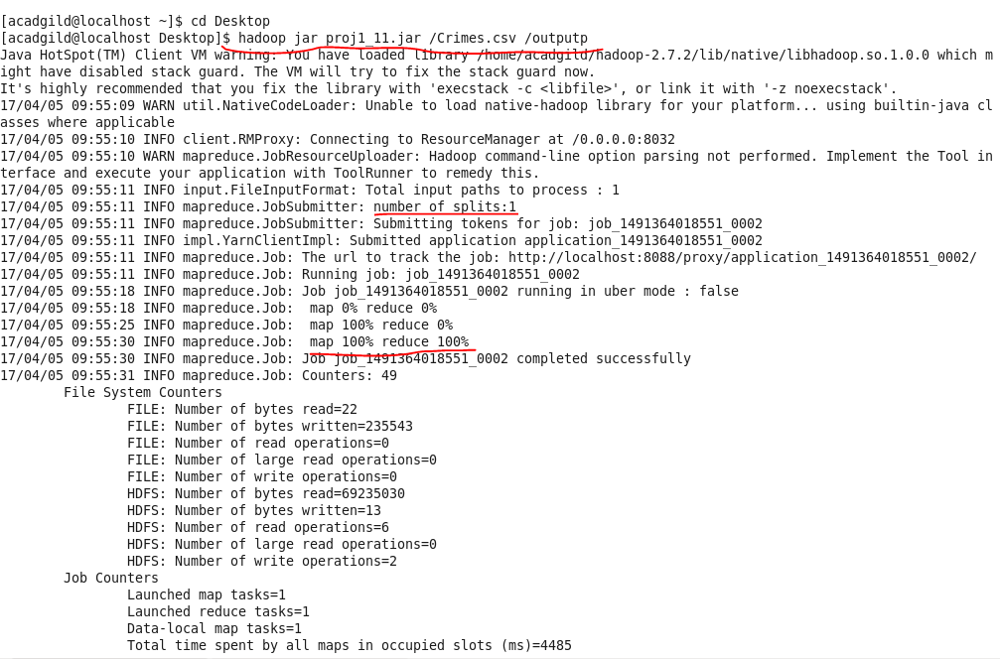 [acadgild@localhost ~]$ cd Desktop
[acadgild@localhost Desktop]$ hadoop jar proj1_11.jar /Crimes.csv /outputp
Java HotSpot(TM) Client VM warning: You have loaded library /home/acadgild/hadoop-2.7.2/lib/native/libhadoop.so.1.0.0 which m
ight have disabled stack guard. The VM will try to fix the stack guard now.
It's highly recommended that you fix the library with 'execstack -c <libfile>', or link it with '-z noexecstack'.
17/04/05 09:55:09 WARN util.NativeCodeLoader: Unable to load native-hadoop library for your platform... using builtin-java cl
asses where applicable
17/04/05 09:55:10 INFO client.RMProxy: Connecting to ResourceManager at /0.0.0.0:8032
17/04/05 09:55:10 WARN mapreduce.JobResourceUploader: Hadoop command-line option parsing not performed. Implement the Tool in
terface and execute your application with ToolRunner to remedy this.
17/04/05 09:55:11 INFO input.FileInputFormat: Total input paths to process : 1
17/04/05 09:55:11 INFO mapreduce.JobSubmitter: number of splits:1
17/04/05 09:55:11 INFO mapreduce.JobSubmitter: Submitting tokens for job: job_1491364018551_0002
17/04/05 09:55:11 INFO impl.YarnClientImpl: Submitted application application_1491364018551_0002
17/04/05 09:55:11 INFO mapreduce.Job: The url to track the job: http://localhost:8088/proxy/application_1491364018551_0002/
17/04/05 09:55:11 INFO mapreduce.Job: Running job: job_1491364018551_0002
17/04/05 09:55:18 INFO mapreduce.Job: Job job_1491364018551_0002 running in uber mode : false
17/04/05 09:55:18 INFO mapreduce.Job:  map 0% reduce 0%
17/04/05 09:55:25 INFO mapreduce.Job:  map 100% reduce 0%
17/04/05 09:55:30 INFO mapreduce.Job:  map 100% reduce 100%
17/04/05 09:55:30 INFO mapreduce.Job: Job job_1491364018551_0002 completed successfully
17/04/05 09:55:31 INFO mapreduce.Job: Counters: 49
File System Counters
FILE: Number of bytes read=22
FILE: Number of bytes written=235543
FILE: Number of read operations=0
FILE: Number of large read operations=0
FILE: Number of write operations=0
HDFS: Number of bytes read=69235030
HDFS: Number of bytes written=13
HDFS: Number of read operations=6
HDFS: Number of large read operations=0
HDFS: Number of write operations=2
Job Counters
Launched map tasks=1
Launched reduce tasks=1
Data-local map tasks=1
Total time spent by all maps in occupied slots (ms)=4485